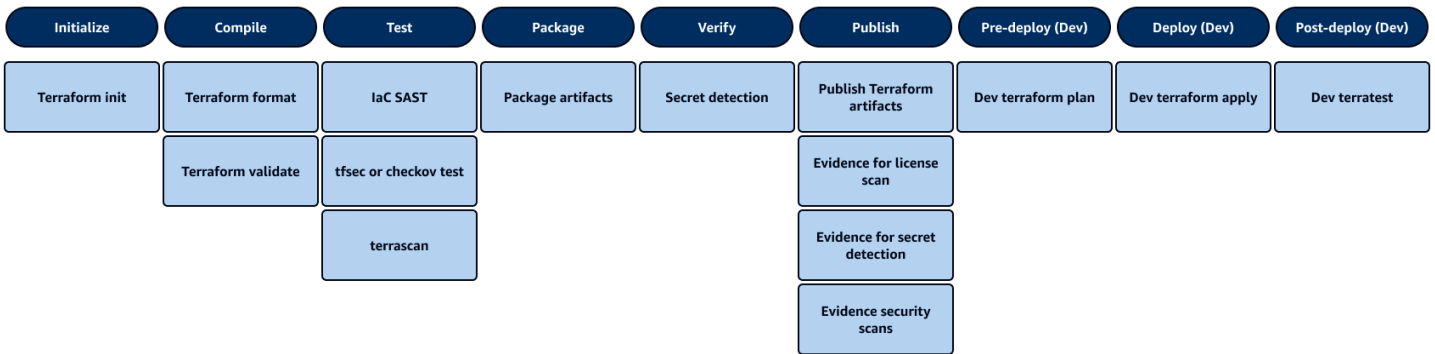 Initialize
Compile
Test
Package
Verify
Publish
Pre-deploy (Dev)
Deploy (Dev)
Post-deploy (Dev)
Terraform init
Terraform format
IaC SAST
Package artifacts
Secret detection
Publish Terraform
artifacts
Dev terraform plan
Dev terraform apply
Dev terratest
Terraform validate
tfsec or checkov test
Evidence for license
scan
terrascan
Evidence for secret
detection
Evidence security
scans